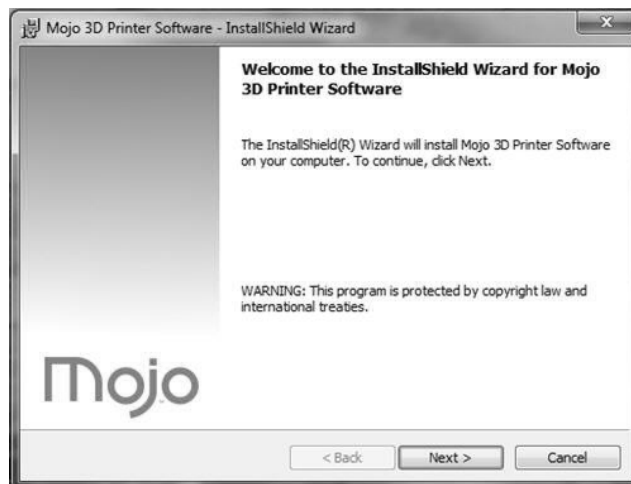 Mojo 3D Printer Software - InstallShield Wizard
Welcome to the InstallShield Wizard for Mojo
3D Printer Software
The InstallShield(R) Wizard will install Mojo 3D Printer Software
on your computer. To continue, click Next.
WARNING: This program is protected by copyright law and
international treaties.
mojo
< Back
Next >
Cancel